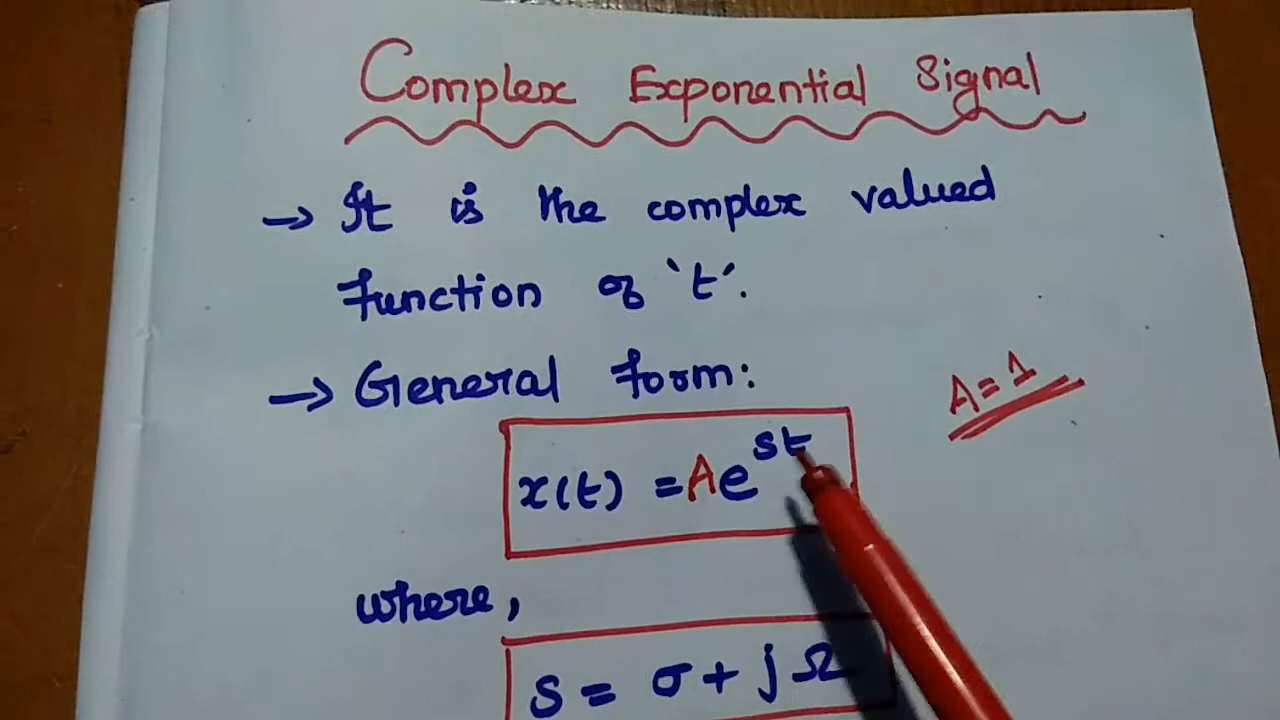 Complex Exponential Signal
→ It is the complex valued
function of 't'.
→ General form:
A = 1
x(t) = Ae^st
where,
s = σ + jΩ